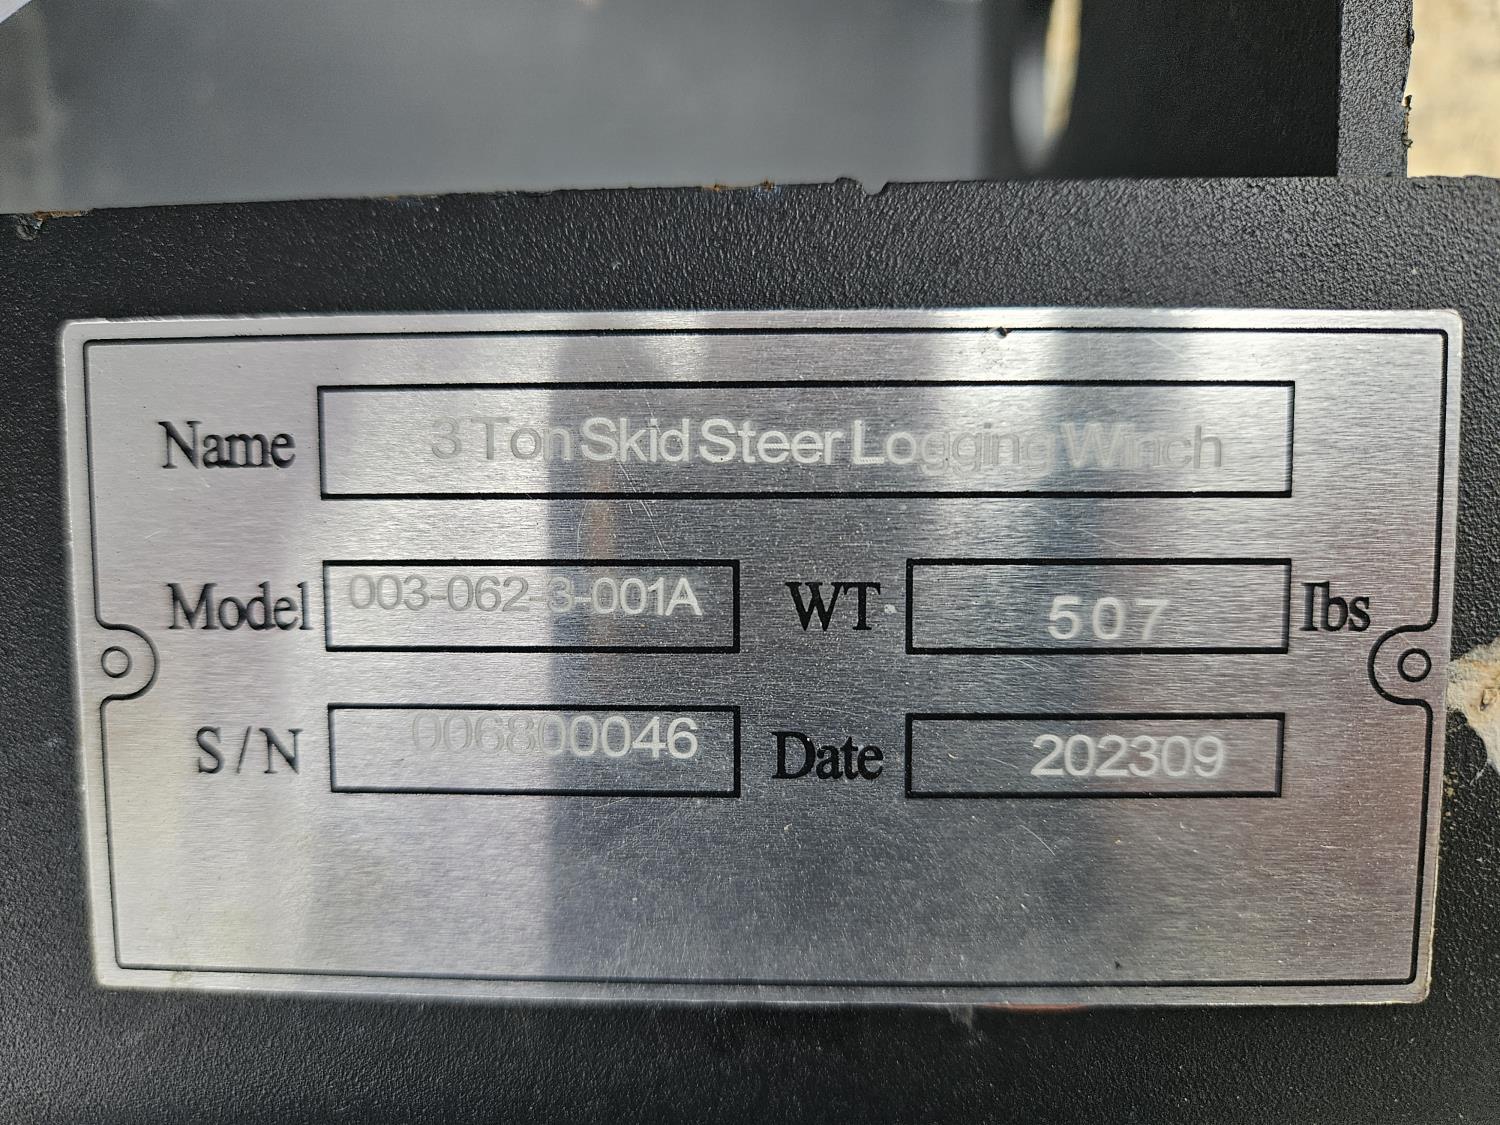 Name 3 Ton Skid Steer Logging Winch
Model 003-062-3-001A WT. 507 lbs
S/N 006800046 Date 202309